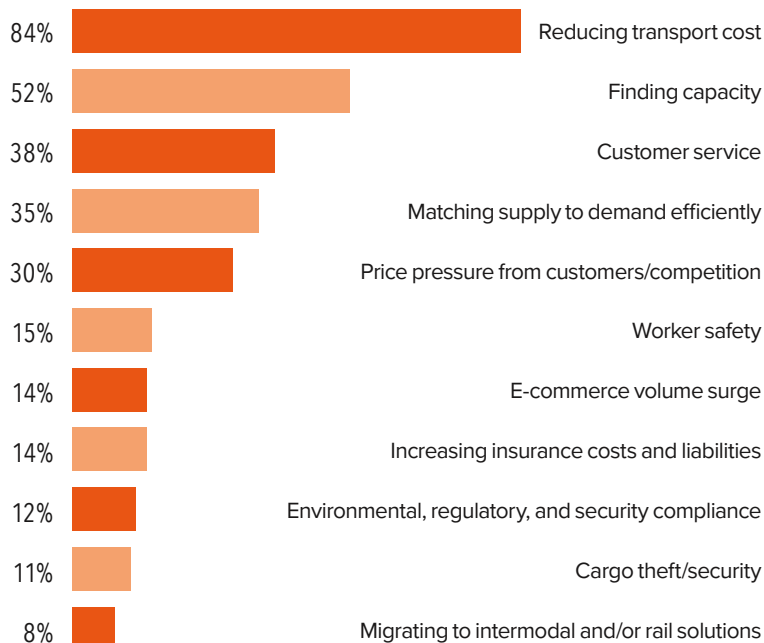 84% Reducing transport cost
52% Finding capacity
38% Customer service
35% Matching supply to demand efficiently
30% Price pressure from customers/competition
15% Worker safety
14% E-commerce volume surge
14% Increasing insurance costs and liabilities
12% Environmental, regulatory, and security compliance
11% Cargo theft/security
8% Migrating to intermodal and/or rail solutions